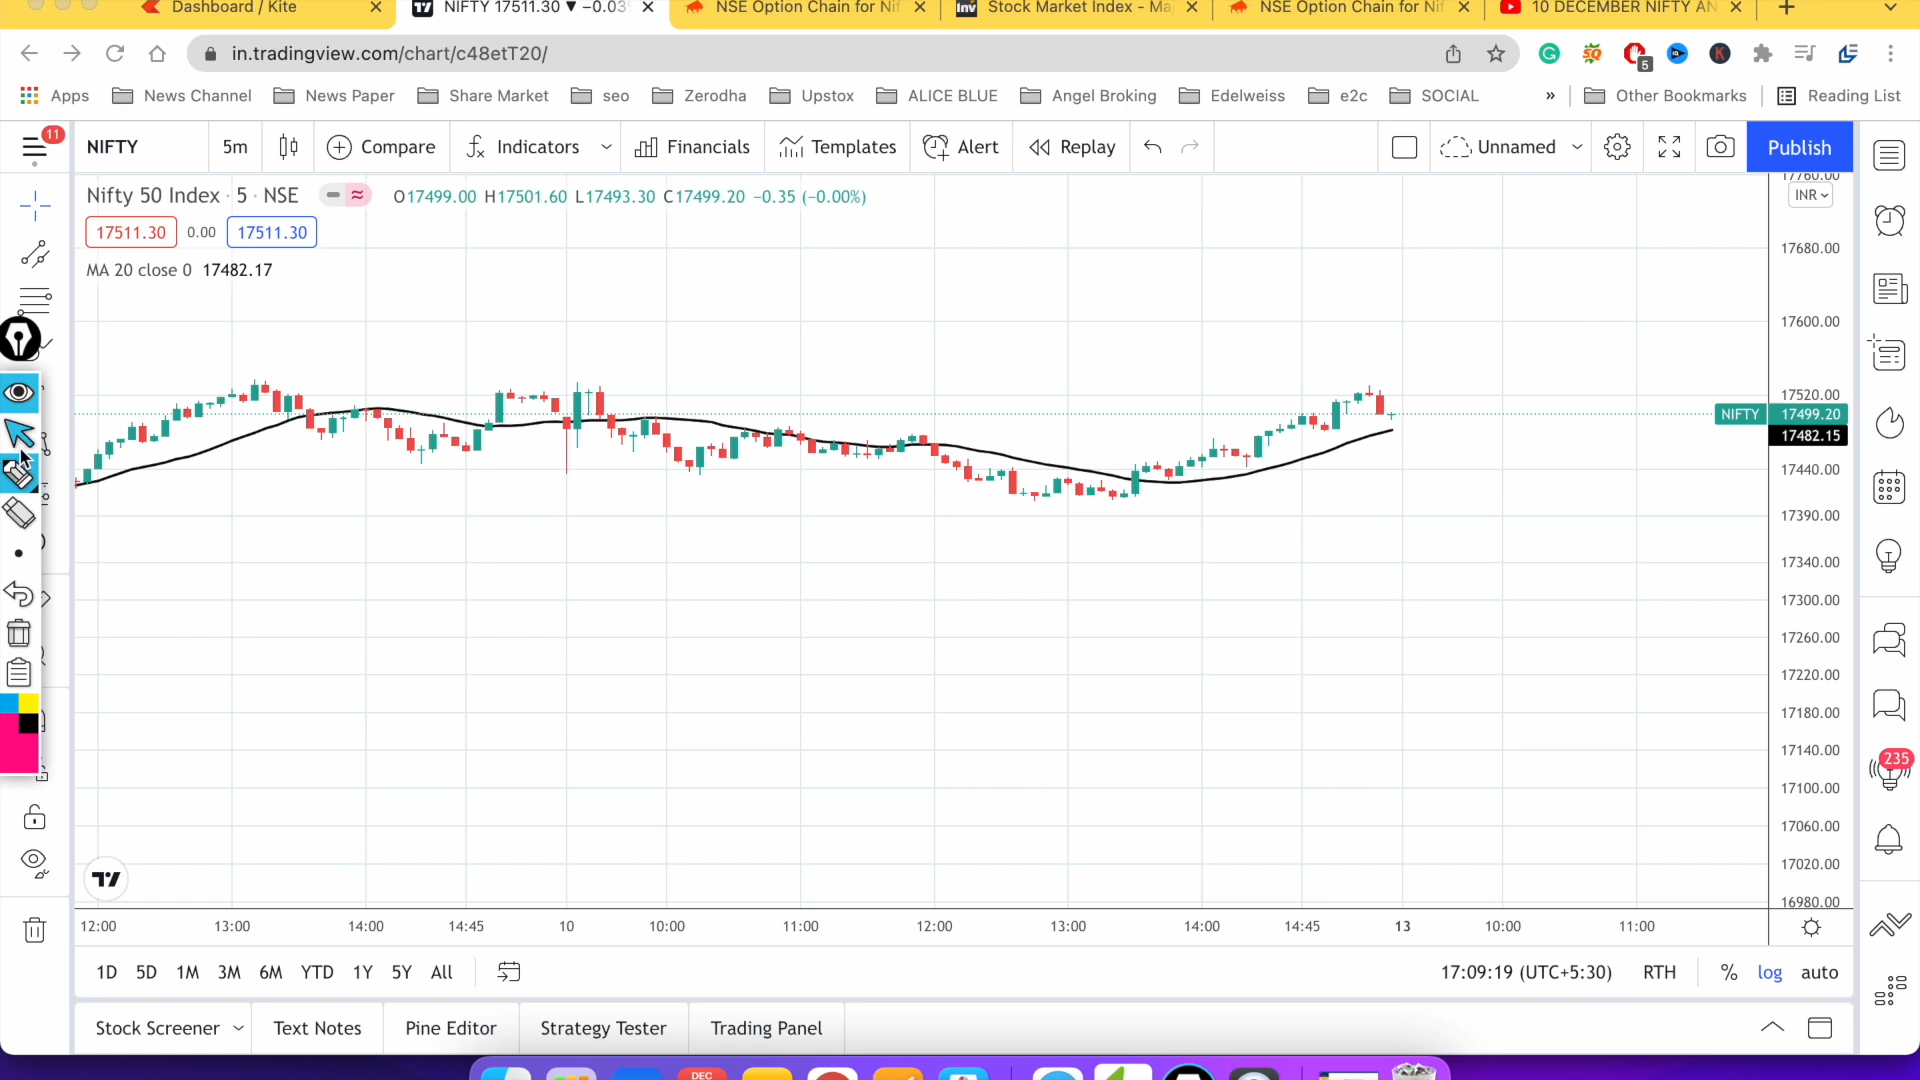 Dashboard / Kite
NIFTY 17511.30 ▼ −0.03
NSE Option Chain for Nif
Inv
Stock Market Index - Maj
NSE Option Chain for Nif
10 DECEMBER NIFTY AN
in.tradingview.com/chart/c48etT20/
5
K
Apps
News Channel
News Paper
Share Market
seo
Zerodha
Upstox
ALICE BLUE
Angel Broking
Edelweiss
e2c
SOCIAL
»
Other Bookmarks
Reading List
11
NIFTY
5m
Compare
Indicators
Financials
Templates
Alert
Replay
Unnamed
Publish
Nifty 50 Index · 5 · NSE
O17499.00 H17501.60 L17493.30 C17499.20 −0.35 (−0.00%)
17511.30 0.00 17511.30
MA 20 close 0 17482.17
17760.00
INR
17680.00
17600.00
17520.00
NIFTY 17499.20
17482.15
17440.00
17390.00
17340.00
17300.00
17260.00
17220.00
17180.00
17140.00
17100.00
17060.00
17020.00
16980.00
235
12:00 13:00 14:00 14:45 10 10:00 11:00 12:00 13:00 14:00 14:45 13 10:00 11:00
1D 5D 1M 3M 6M YTD 1Y 5Y All
17:09:19 (UTC+5:30) RTH % log auto
Stock Screener
Text Notes
Pine Editor
Strategy Tester
Trading Panel
DEC